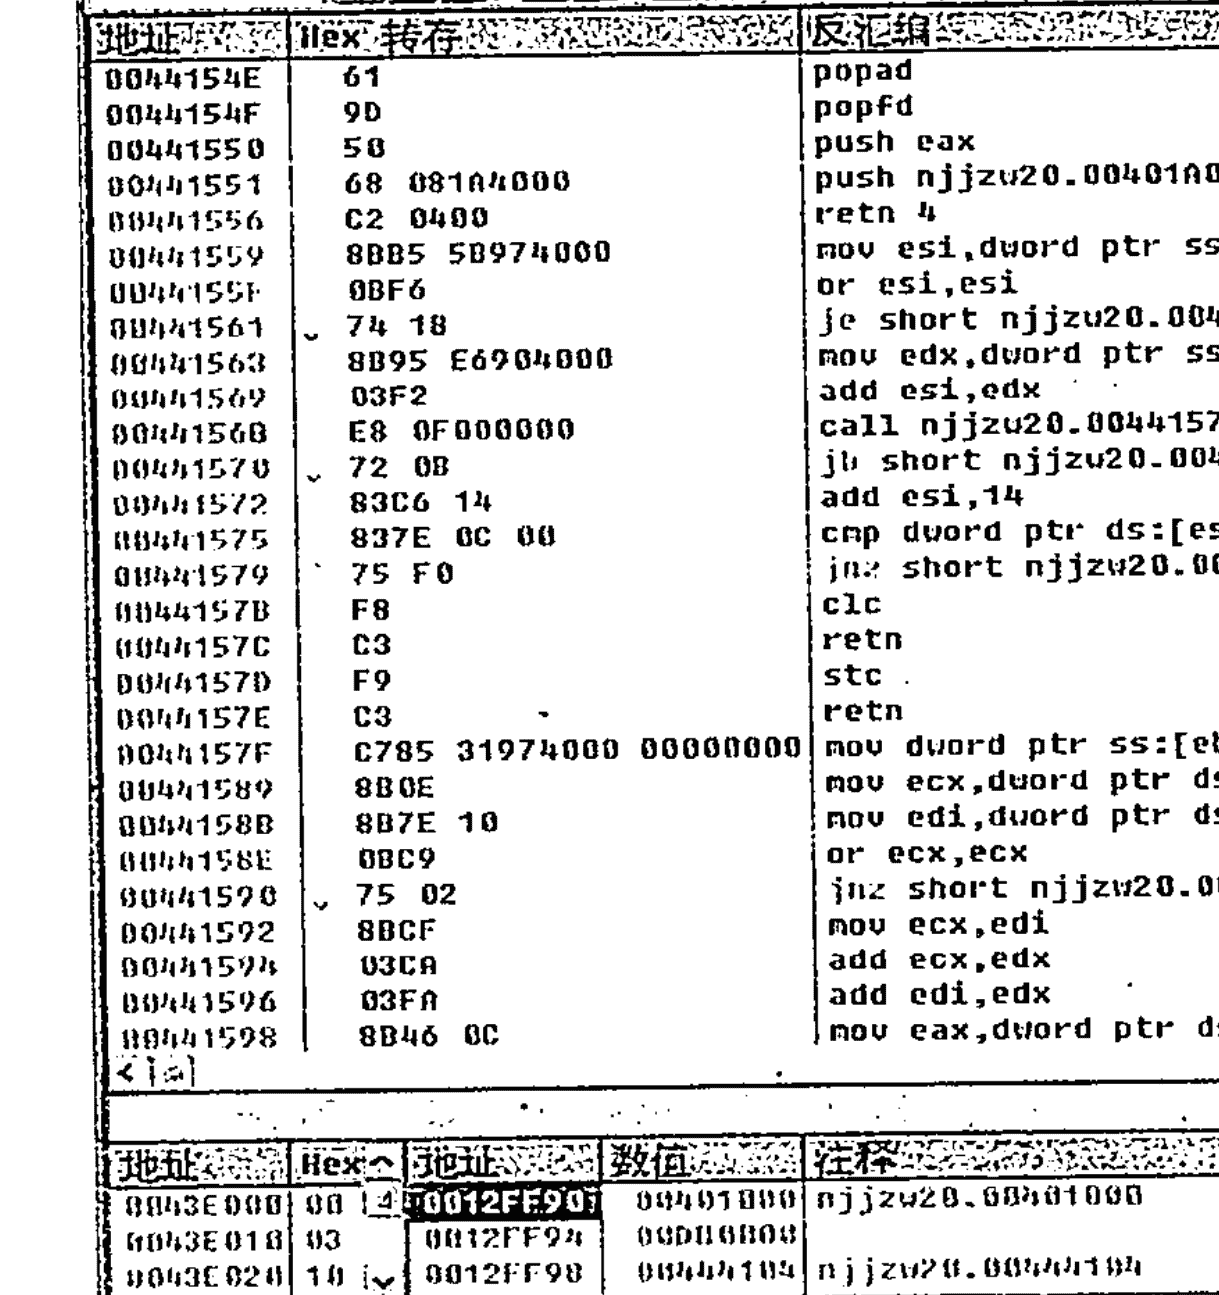 地址 Hex 转存 反汇编
0044154E 61 popad
0044154F 9D popfd
00441550 50 push eax
00441551 68 081A4000 push njjzw20.00401A0
00441556 C2 0400 retn 4
00441559 8BB5 5B974000 mov esi,dword ptr ss
0044155F 0BF6 or esi,esi
00441561 74 18 je short njjzw20.004
00441563 8B95 E6904000 mov edx,dword ptr ss
00441569 03F2 add esi,edx
0044156B E8 0F000000 call njjzw20.0044157
00441570 72 0B jb short njjzw20.004
00441572 83C6 14 add esi,14
00441575 837E 0C 00 cmp dword ptr ds:[es
00441579 75 F0 jnz short njjzw20.00
0044157B F8 clc
0044157C C3 retn
0044157D F9 stc
0044157E C3 retn
0044157F C785 31974000 00000000 mov dword ptr ss:[eb
00441589 8B0E mov ecx,dword ptr ds
0044158B 8B7E 10 mov edi,dword ptr ds
0044158E 0BC9 or ecx,ecx
00441590 75 02 jnz short njjzw20.00
00441592 8BCF mov ecx,edi
00441594 03CA add ecx,edx
00441596 03FA add edi,edx
00441598 8B46 0C mov eax,dword ptr ds
地址 Hex 地址 数值 注释
0043E000 00 0012FF90 00401000 njjzw20.00401000
0043E010 03 0012FF94
0043E020 10 0012FF98 00444104 njjzw20.00444104